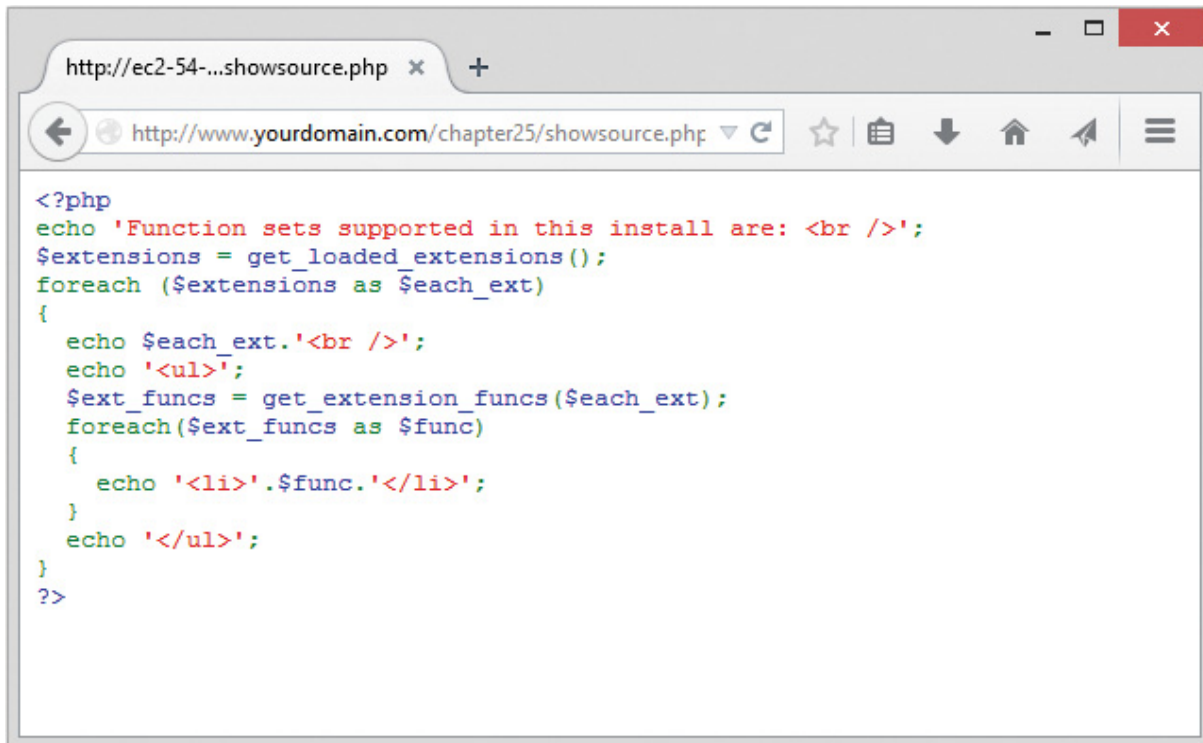 http://ec2-54-...showsource.php
http://www.yourdomain.com/chapter25/showsource.php
<?php
echo 'Function sets supported in this install are: <br />';
$extensions = get_loaded_extensions();
foreach ($extensions as $each_ext)
{
  echo $each_ext.'<br />';
  echo '<ul>';
  $ext_funcs = get_extension_funcs($each_ext);
  foreach($ext_funcs as $func)
  {
    echo '<li>'.$func.'</li>';
  }
  echo '</ul>';
}
?>